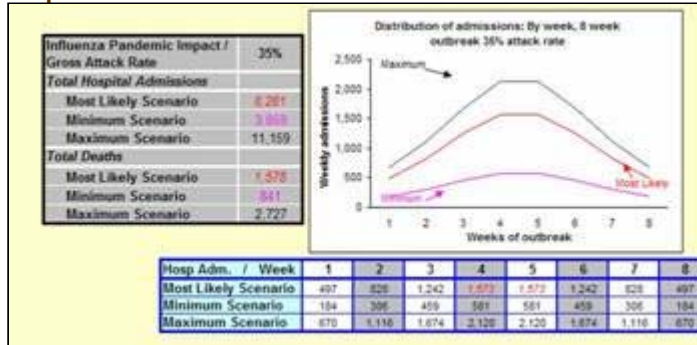 Influenza Pandemic Impact / Gross Attack Rate 35%
Total Hospital Admissions
Most Likely Scenario 8,281
Minimum Scenario
Maximum Scenario 11,159
Total Deaths
Most Likely Scenario 1,578
Minimum Scenario 841
Maximum Scenario 2,727
Distribution of admissions: By week, 8 week
outbreak 35% attack rate
Weekly admissions
2,500
2,000
1,500
1,000
500
0
Maximum
Most Likely
Minimum
1 2 3 4 5 6 7 8
Weeks of outbreak
Hosp Adm. / Week 1 2 3 4 5 6 7 8
Most Likely Scenario 497 828 1,242 1,573 1,573 1,242 828 497
Minimum Scenario 184 306 459 581 581 459 306 184
Maximum Scenario 670 1,116 1,674 2,120 2,120 1,674 1,116 670